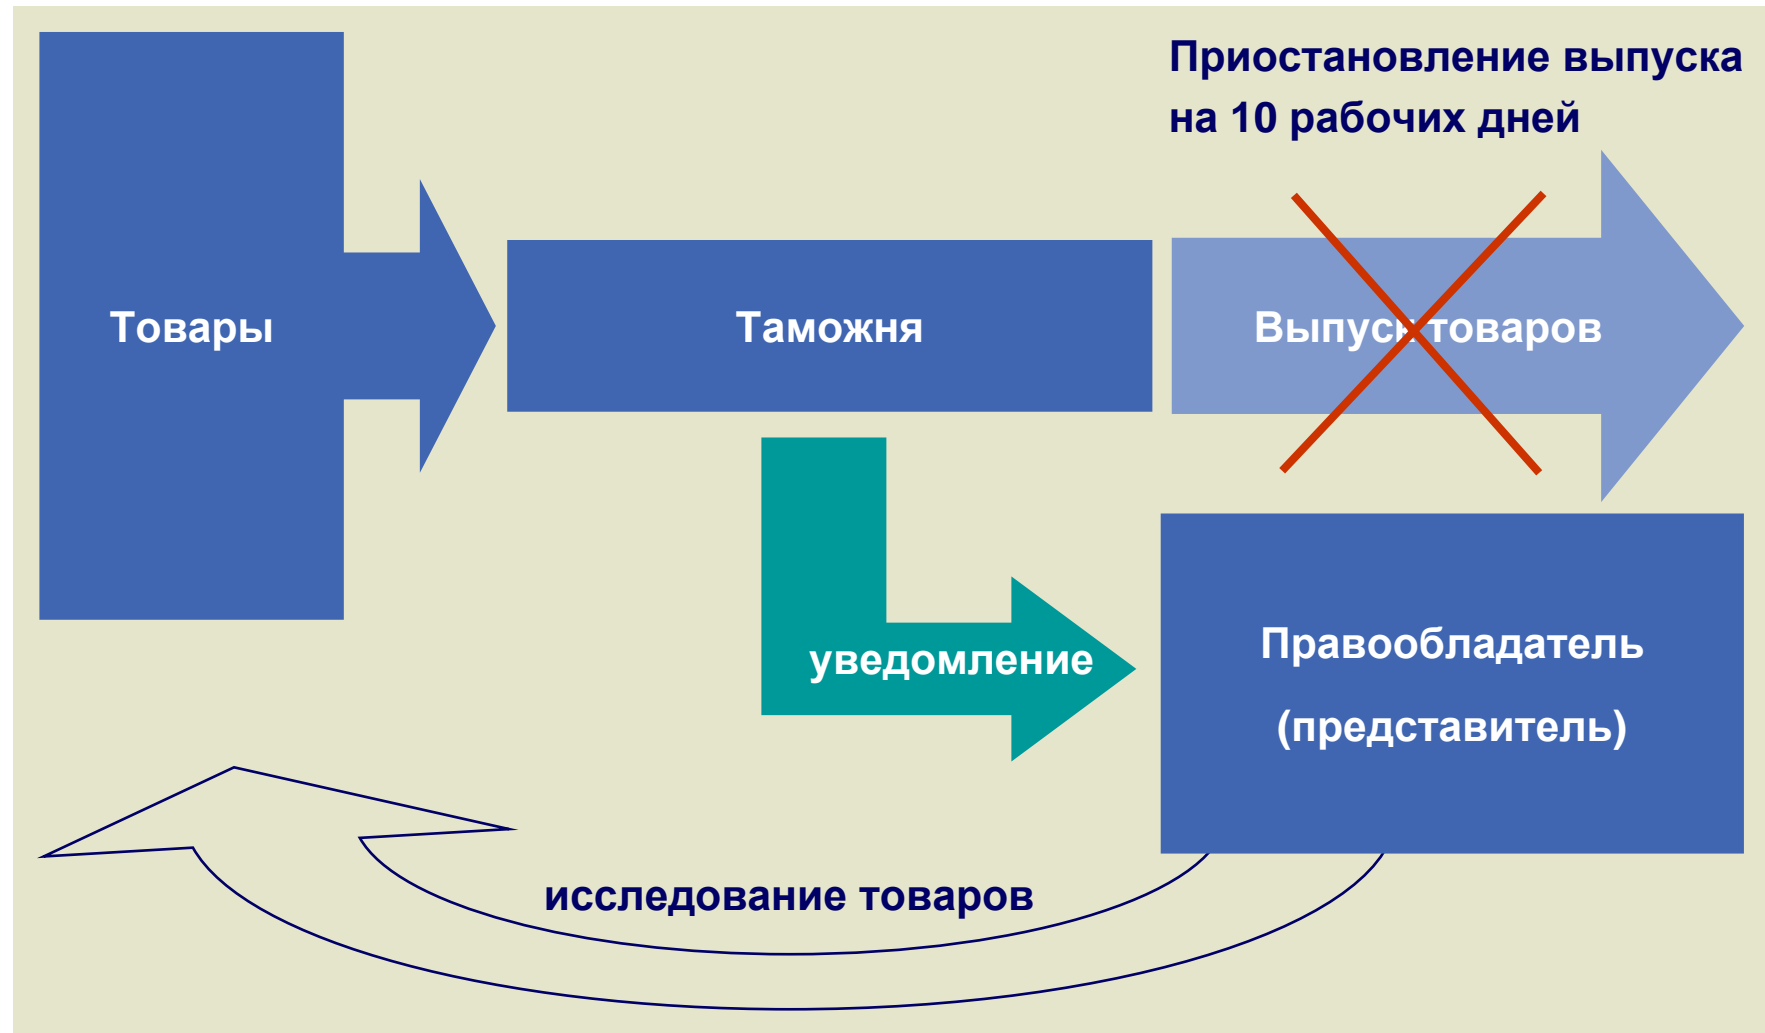 Приостановление выпуска
на 10 рабочих дней
Товары
Таможня
Выпуск товаров
уведомление
Правообладатель
(представитель)
исследование товаров